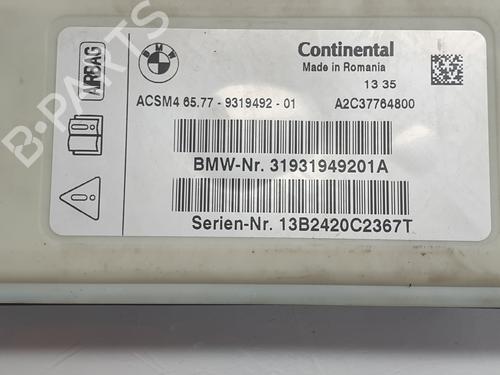 AIRBAG
BMW
Continental
Made in Romania
13 35
ACSM4 65.77 - 9319492 - 01
A2C37764800
BMW-Nr. 31931949201A
Serien-Nr. 13B2420C2367T
B-PARTS